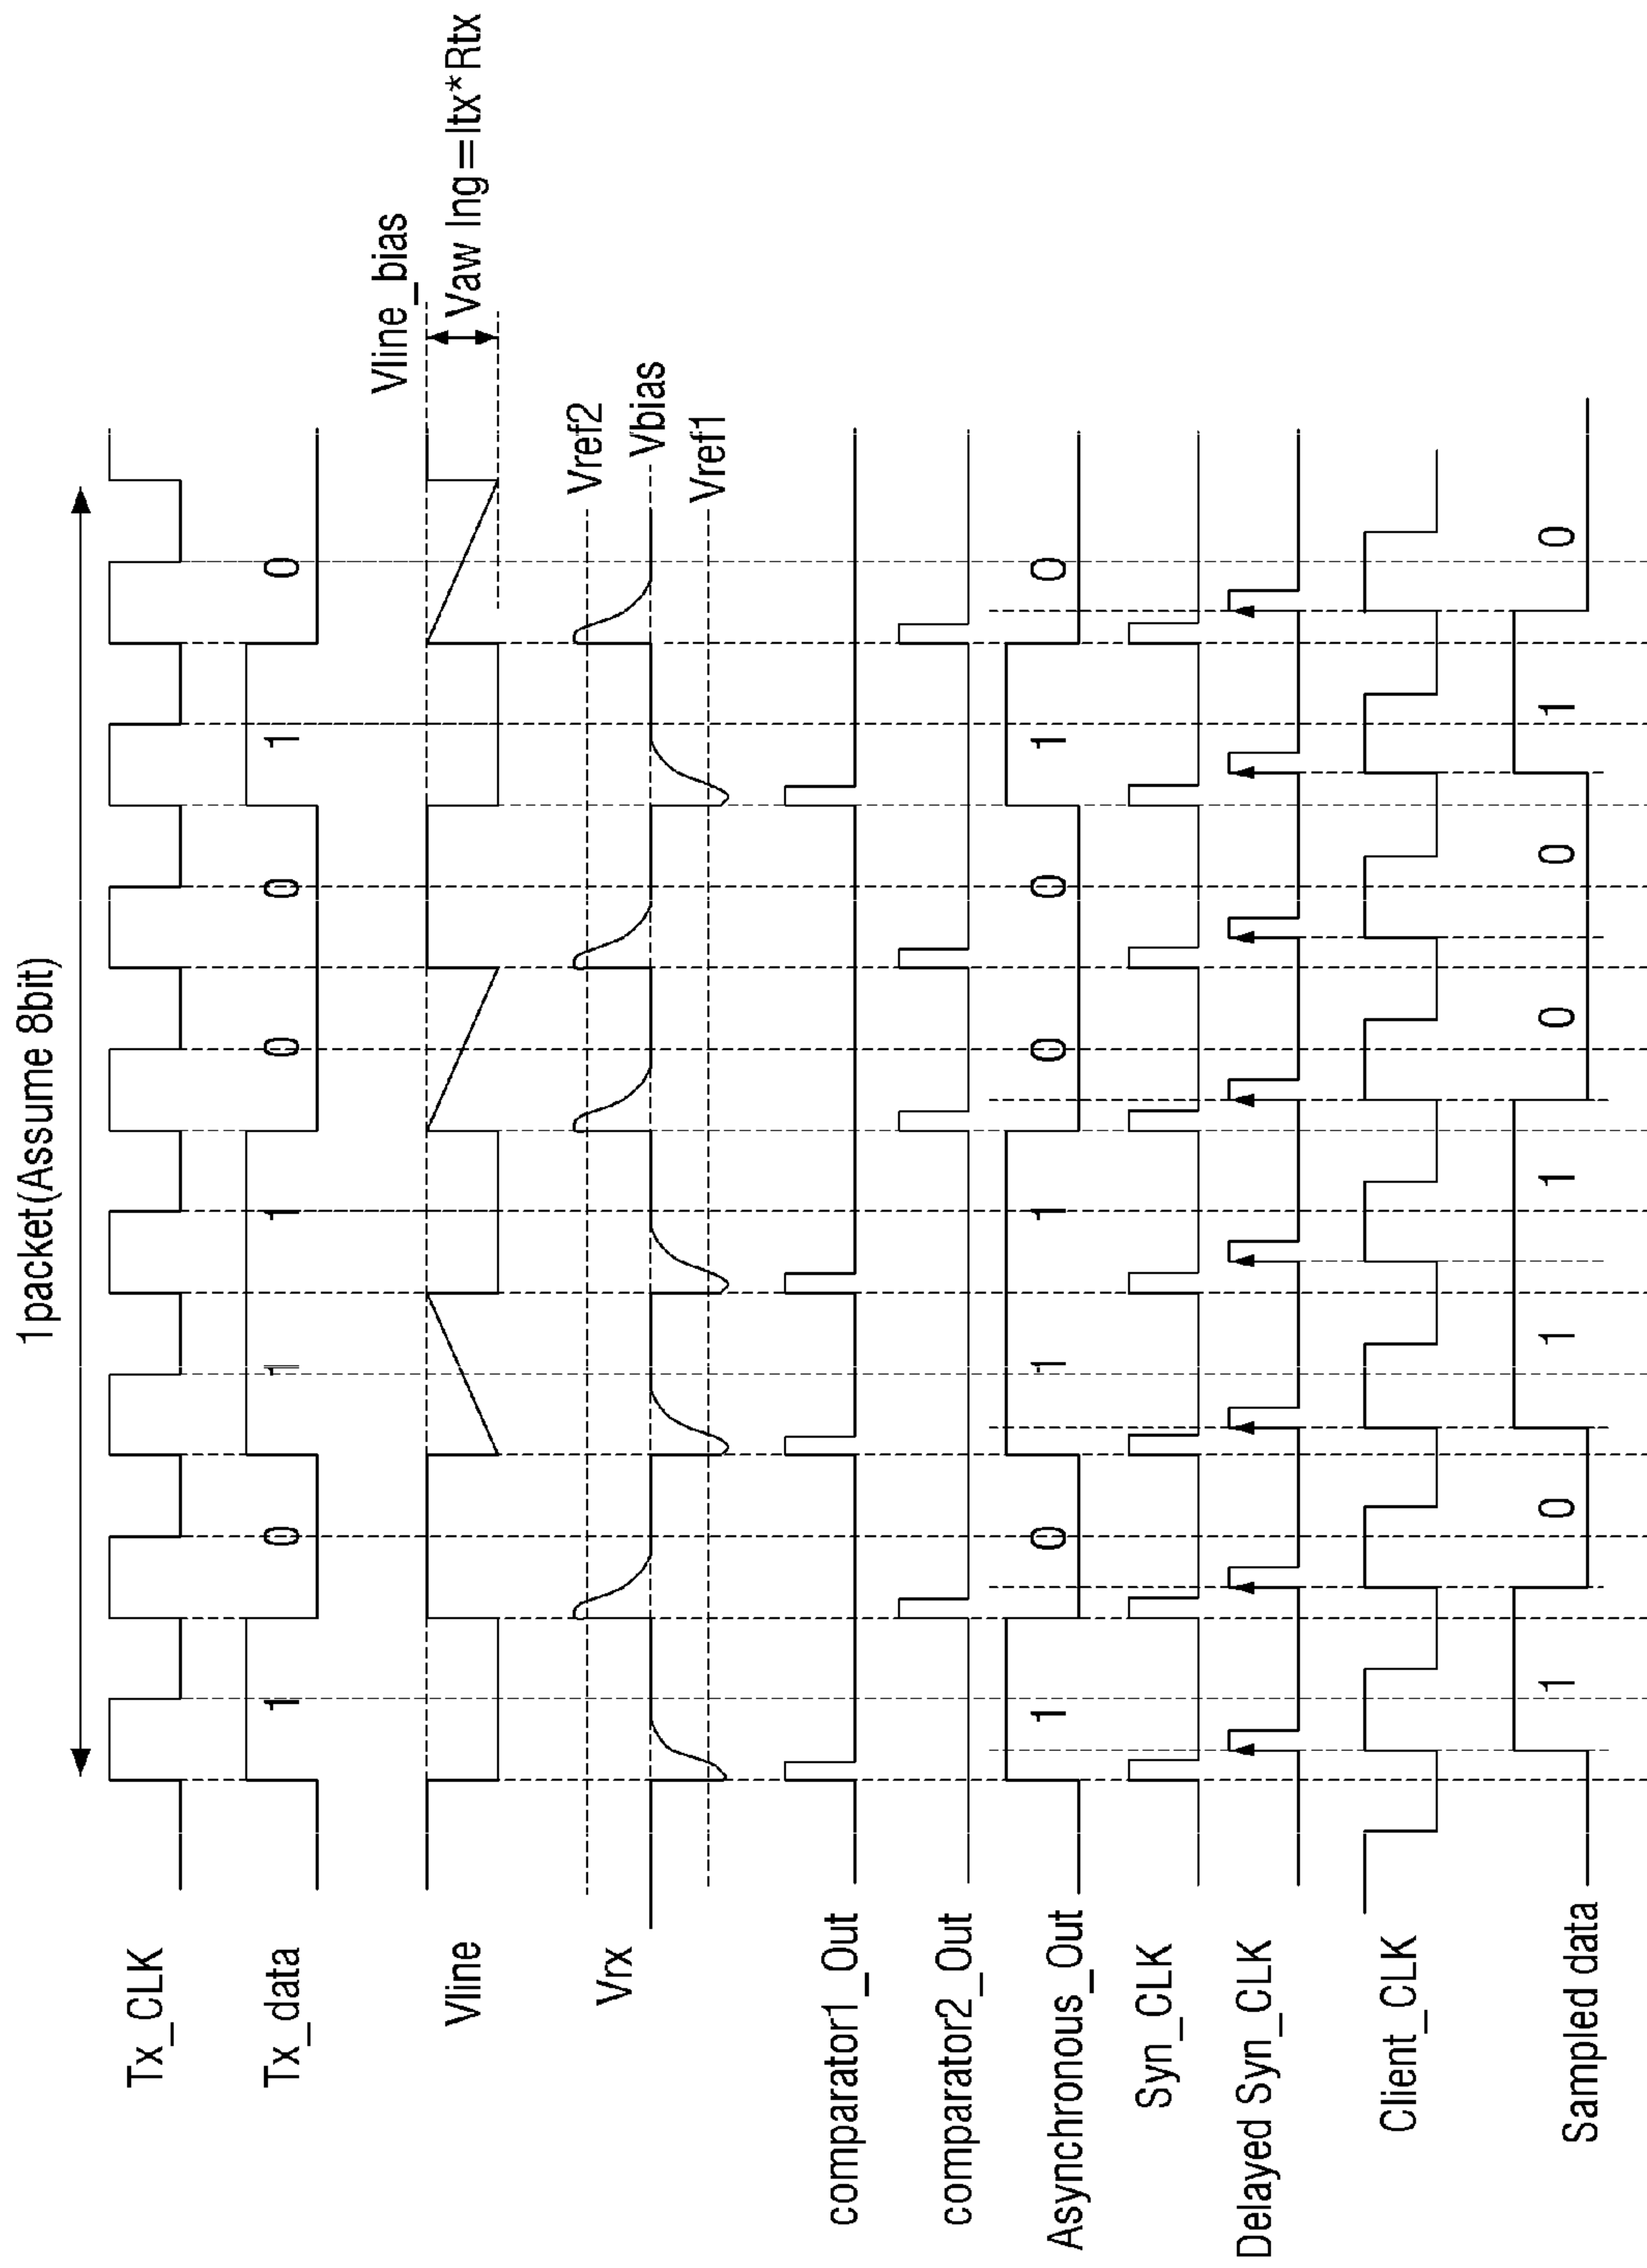 1packet(Assume 8bit)
Tx_CLK
Tx_data
1 0 1 1 0 0 1 0
Vline
Vline_bias
Vaw Ing=Itx*Rtx
Vrx
Vref2
Vbias
Vref1
comparator1_Out
comparator2_Out
Asynchronous_Out
1 0 1 1 0 0 1 0
Syn_CLK
Delayed Syn_CLK
Client_CLK
Sampled data
1 0 1 1 0 0 1 0